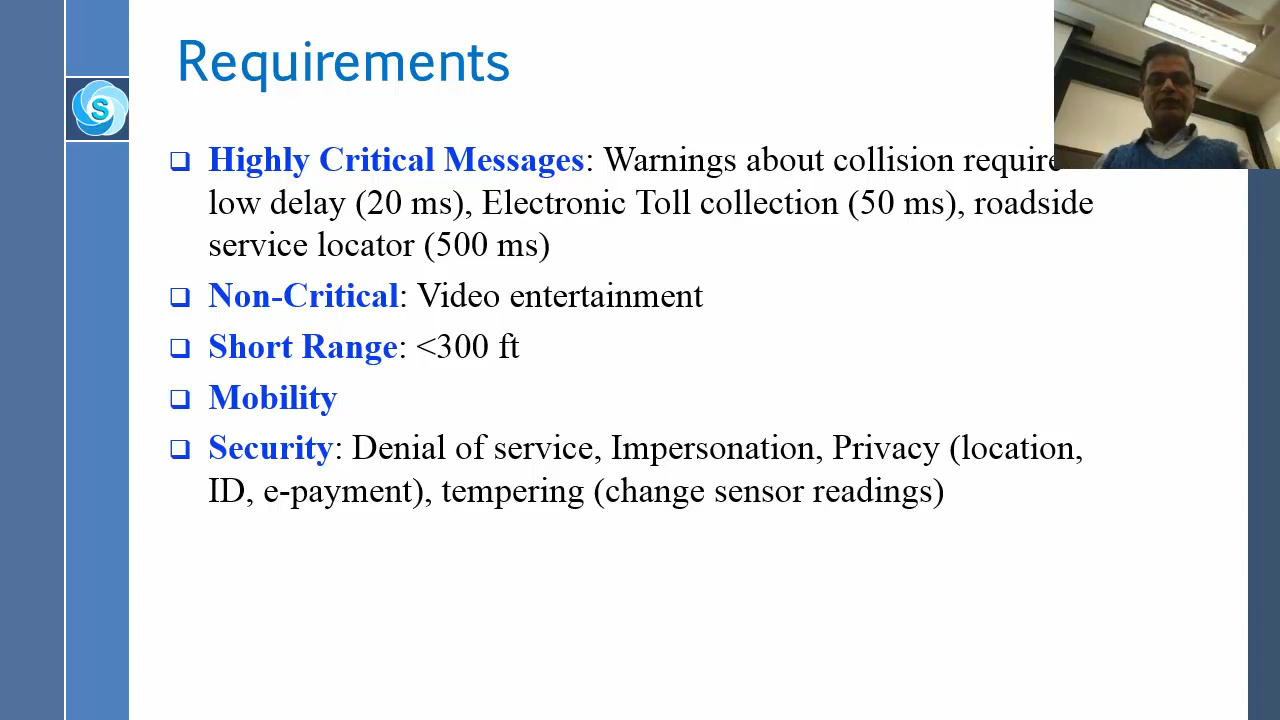 Requirements
S
Highly Critical Messages: Warnings about collision require
low delay (20 ms), Electronic Toll collection (50 ms), roadside
service locator (500 ms)
Non-Critical: Video entertainment
Short Range: <300 ft
Mobility
Security: Denial of service, Impersonation, Privacy (location,
ID, e-payment), tempering (change sensor readings)